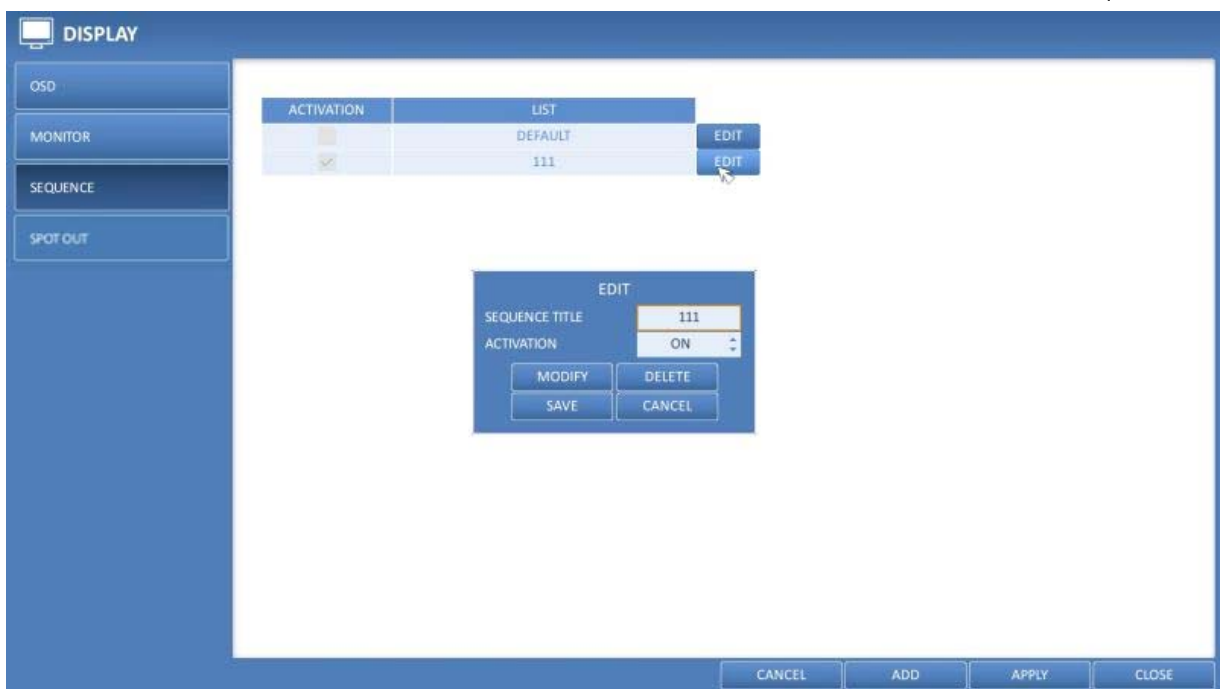 DISPLAY
OSD
MONITOR
SEQUENCE
SPOT OUT
ACTIVATION LIST
DEFAULT EDIT
111 EDIT
EDIT
SEQUENCE TITLE 111
ACTIVATION ON
MODIFY DELETE
SAVE CANCEL
CANCEL ADD APPLY CLOSE